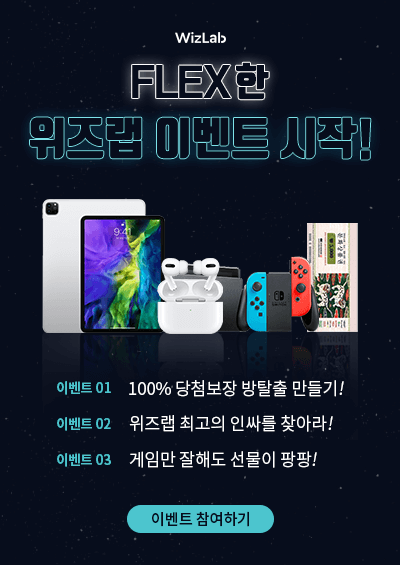 WizLab
FLEX한
위즈랩 이벤트 시작!
9:41
이벤트 01 100% 당첨보장 방탈출 만들기!
이벤트 02 위즈랩 최고의 인싸를 찾아라!
이벤트 03 게임만 잘해도 선물이 팡팡!
이벤트 참여하기